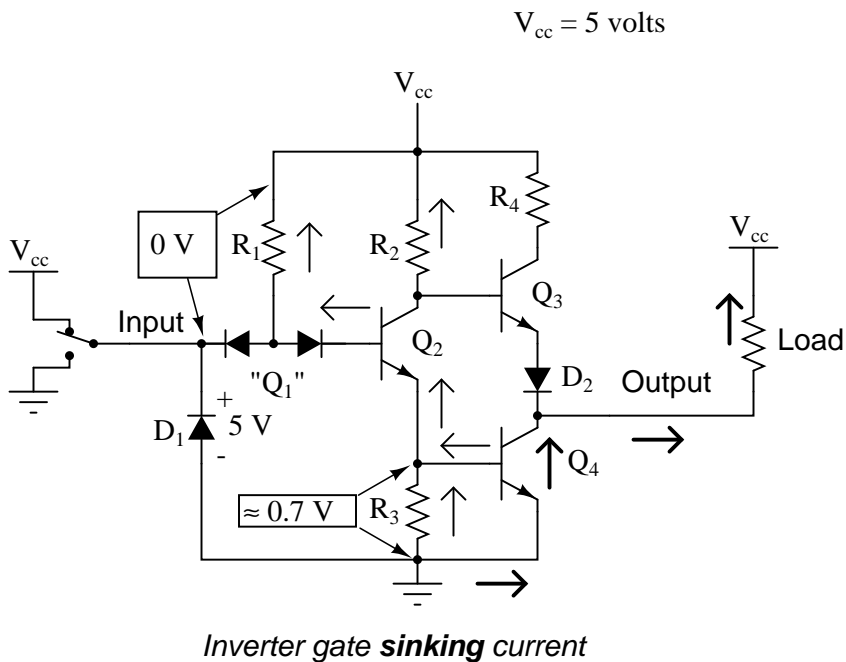 V_cc = 5 volts
V_cc
R_4
0 V
R_1
R_2
V_cc
V_cc
Q_3
Input
Q_2
Load
"Q_1"
D_2
Output
+
D_1
5 V
-
Q_4
≈ 0.7 V
R_3
Inverter gate sinking current